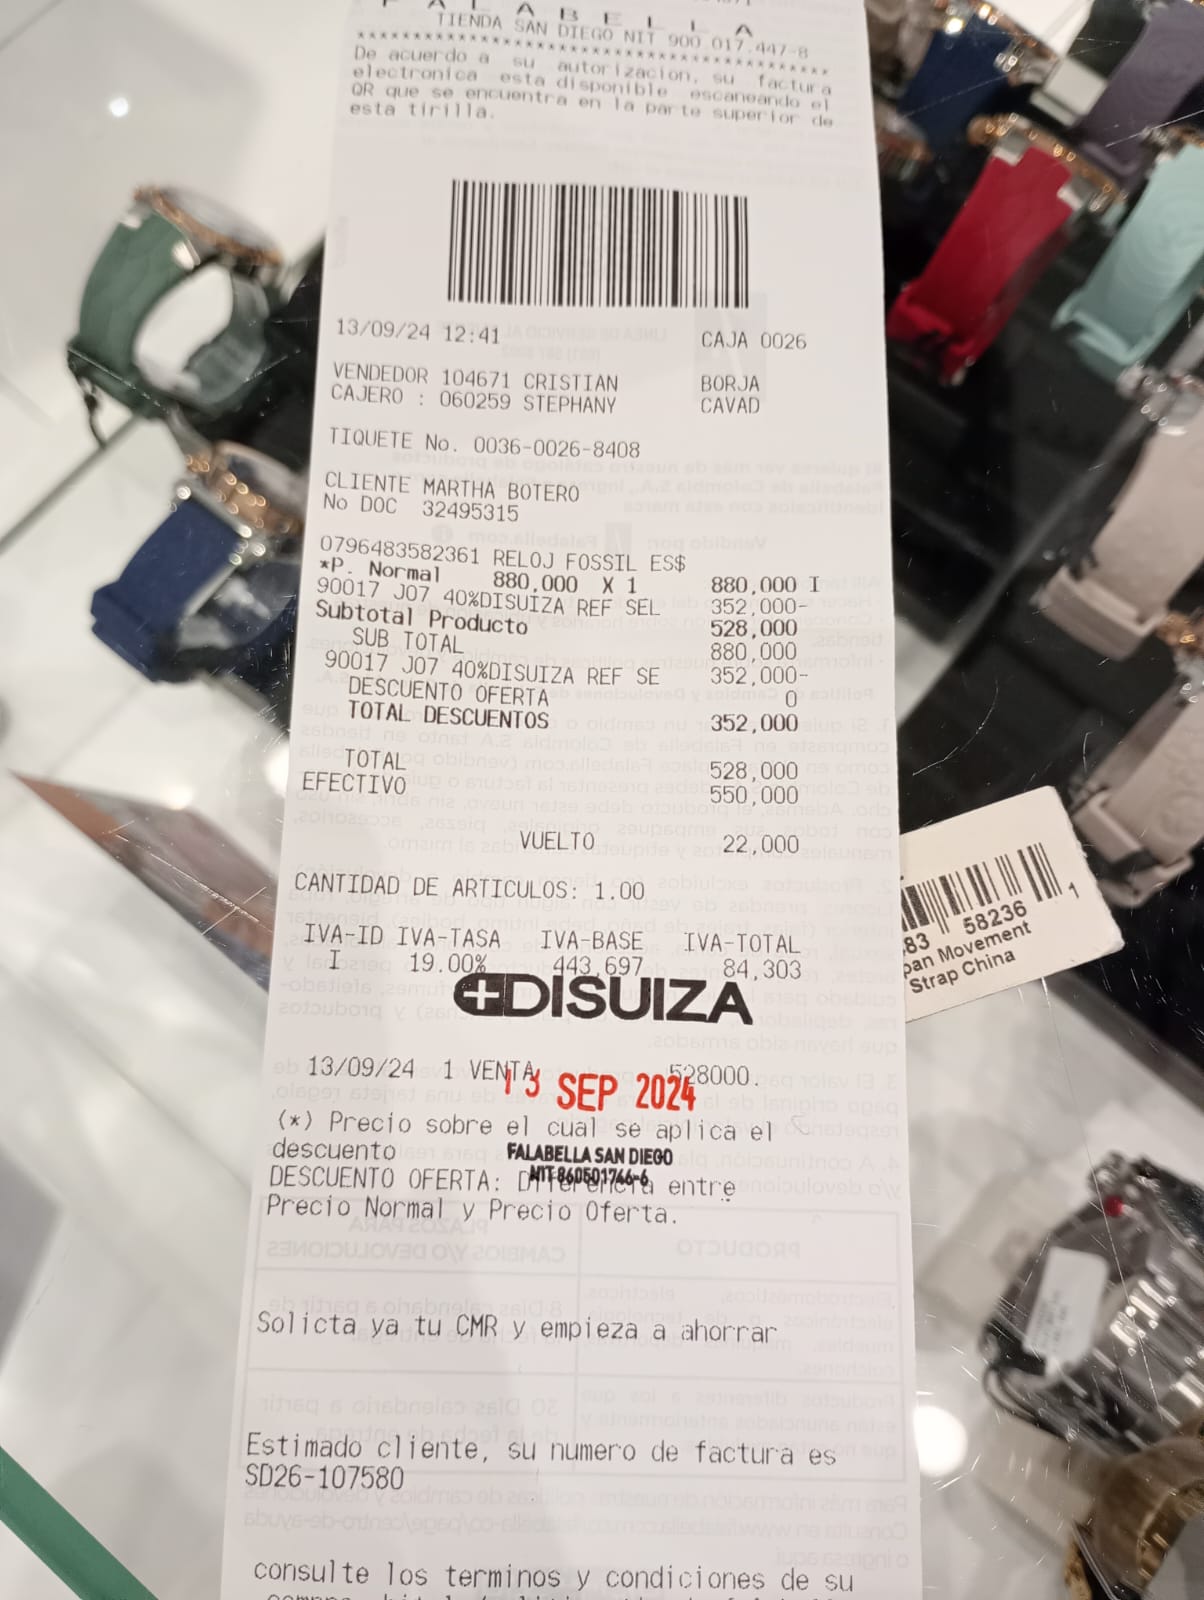 FALABELLA
TIENDA SAN DIEGO NIT 900.017.447-8
************************************
De acuerdo a su autorizacion, su factura
electronica esta disponible escaneando el
QR que se encuentra en la parte superior de
esta tirilla.
13/09/24 12:41 CAJA 0026
VENDEDOR 104671 CRISTIAN BORJA
CAJERO : 060259 STEPHANY CAVAD
TIQUETE No. 0036-0026-8408
CLIENTE MARTHA BOTERO
No DOC 32495315
0796483582361 RELOJ FOSSIL ES$
*P. Normal 880,000 X 1 880,000 I
90017 J07 40%DISUIZA REF SEL 352,000-
Subtotal Producto 528,000
SUB TOTAL 880,000
90017 J07 40%DISUIZA REF SE 352,000-
DESCUENTO OFERTA 0
TOTAL DESCUENTOS 352,000
TOTAL 528,000
EFECTIVO 550,000
VUELTO 22,000
CANTIDAD DE ARTICULOS: 1.00
IVA-ID IVA-TASA IVA-BASE IVA-TOTAL
I 19.00% 443,697 84,303
DISUIZA
13/09/24 1 VENTA 528000.
13 SEP 2024
(*) Precio sobre el cual se aplica el
descuento
FALABELLA SAN DIEGO
NIT 860501746-6
DESCUENTO OFERTA: Diferencia entre
Precio Normal y Precio Oferta.
Solicta ya tu CMR y empieza a ahorrar
Estimado cliente, su numero de factura es
SD26-107580
consulte los terminos y condiciones de su
83 58236 1
pan Movement
Strap China